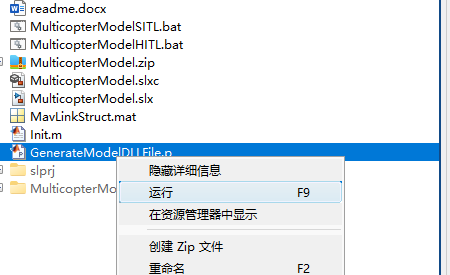 readme.docx
MulticopterModelSITL.bat
MulticopterModelHITL.bat
MulticopterModel.zip
MulticopterModel.slxc
MulticopterModel.slx
MavLinkStruct.mat
Init.m
GenerateModelDLLFile.p
slprj
MulticopterMo
隐藏详细信息
运行 F9
在资源管理器中显示
创建 Zip 文件
重命名 F2